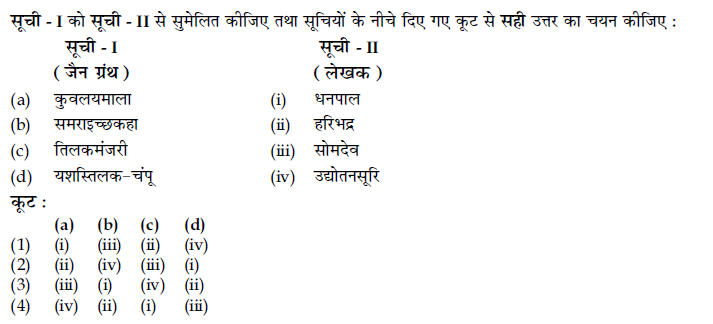 सूची - I को सूची - II से सुमेलित कीजिए तथा सूचियों के नीचे दिए गए कूट से सही उत्तर का चयन कीजिए :
सूची - I सूची - II
( जैन ग्रंथ ) ( लेखक )
(a) कुवलयमाला (i) धनपाल
(b) समराइच्छकहा (ii) हरिभद्र
(c) तिलकमंजरी (iii) सोमदेव
(d) यशस्तिलक-चंपू (iv) उद्योतनसूरि
कूट :
(a) (b) (c) (d)
(1) (i) (iii) (ii) (iv)
(2) (ii) (iv) (iii) (i)
(3) (iii) (i) (iv) (ii)
(4) (iv) (ii) (i) (iii)